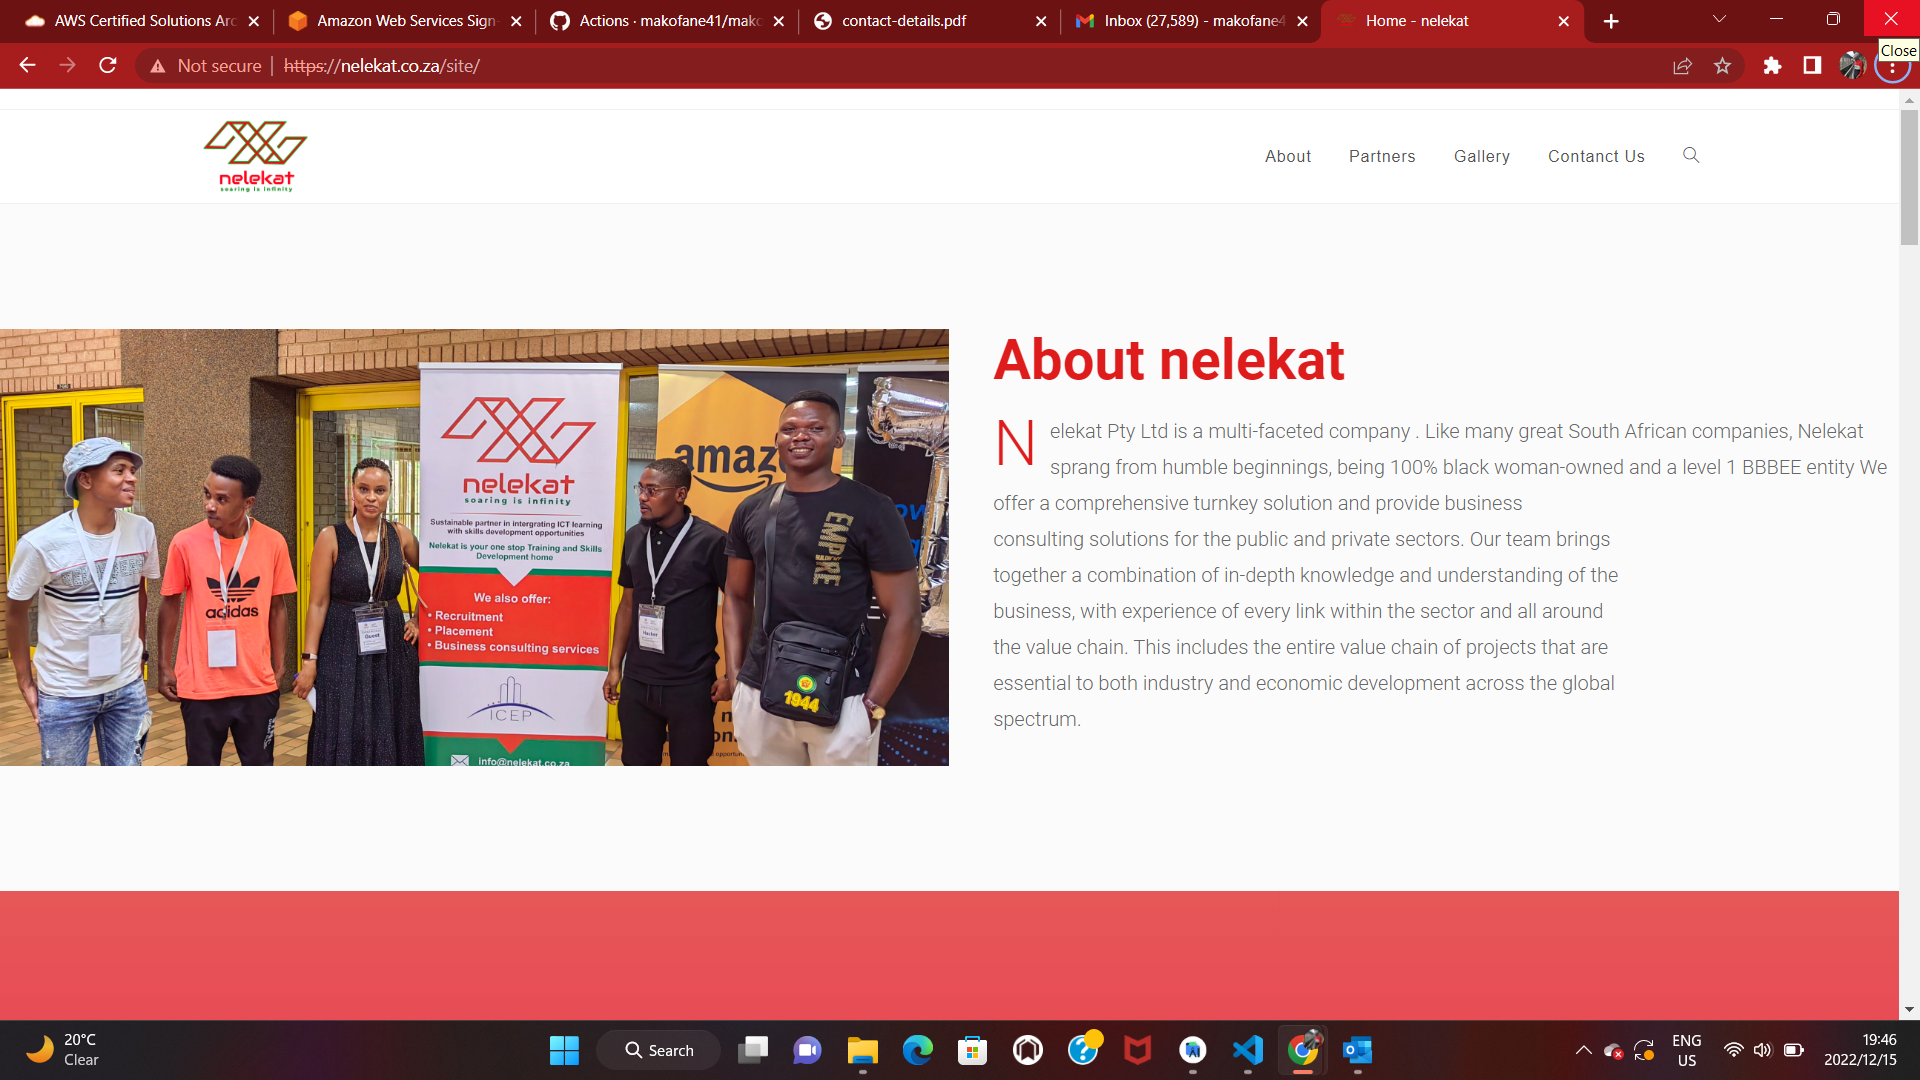 AWS Certified Solutions Arc
Amazon Web Services Sign-
Actions · makofane41/mako
contact-details.pdf
Inbox (27,589) - makofane4
Home - nelekat
Close
Not secure
https://nelekat.co.za/site/
nelekat
soaring is infinity
About
Partners
Gallery
Contanct Us
nelekat
soaring is infinity
Sustainable partner in intergrating ICT learning
with skills development opportunities
Nelekat is your one stop Training and Skills
Development home
We also offer:
• Recruitment
• Placement
• Business consulting services
ICEP
info@nelekat.co.za
adidas
Guest
Hacker
EMPIRE
1944
About nelekat
Nelekat Pty Ltd is a multi-faceted company . Like many great South African companies, Nelekat
sprang from humble beginnings, being 100% black woman-owned and a level 1 BBBEE entity We
offer a comprehensive turnkey solution and provide business
consulting solutions for the public and private sectors. Our team brings
together a combination of in-depth knowledge and understanding of the
business, with experience of every link within the sector and all around
the value chain. This includes the entire value chain of projects that are
essential to both industry and economic development across the global
spectrum.
20°C
Clear
Search
ENG
US
19:46
2022/12/15